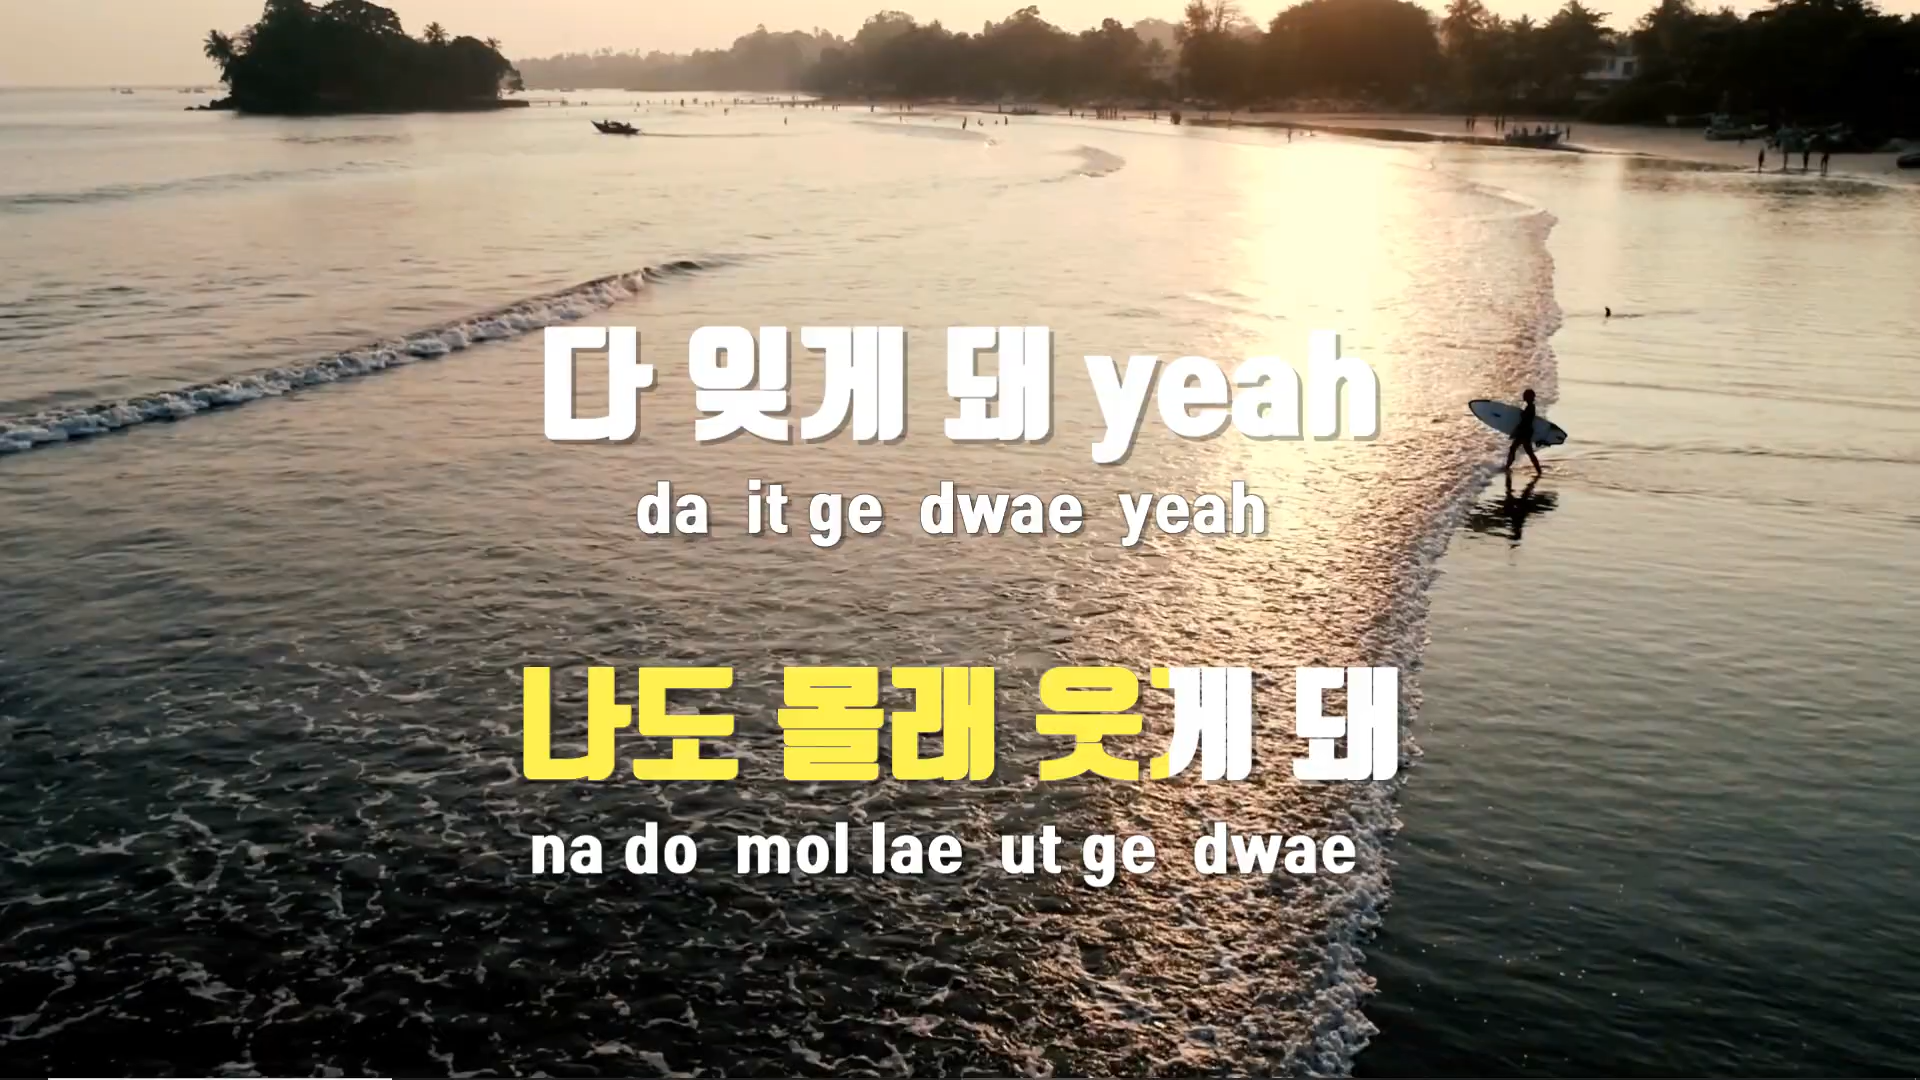 다 잊게 돼 yeah
da it ge dwae yeah
나도 몰래 웃게 돼
na do mol lae ut ge dwae